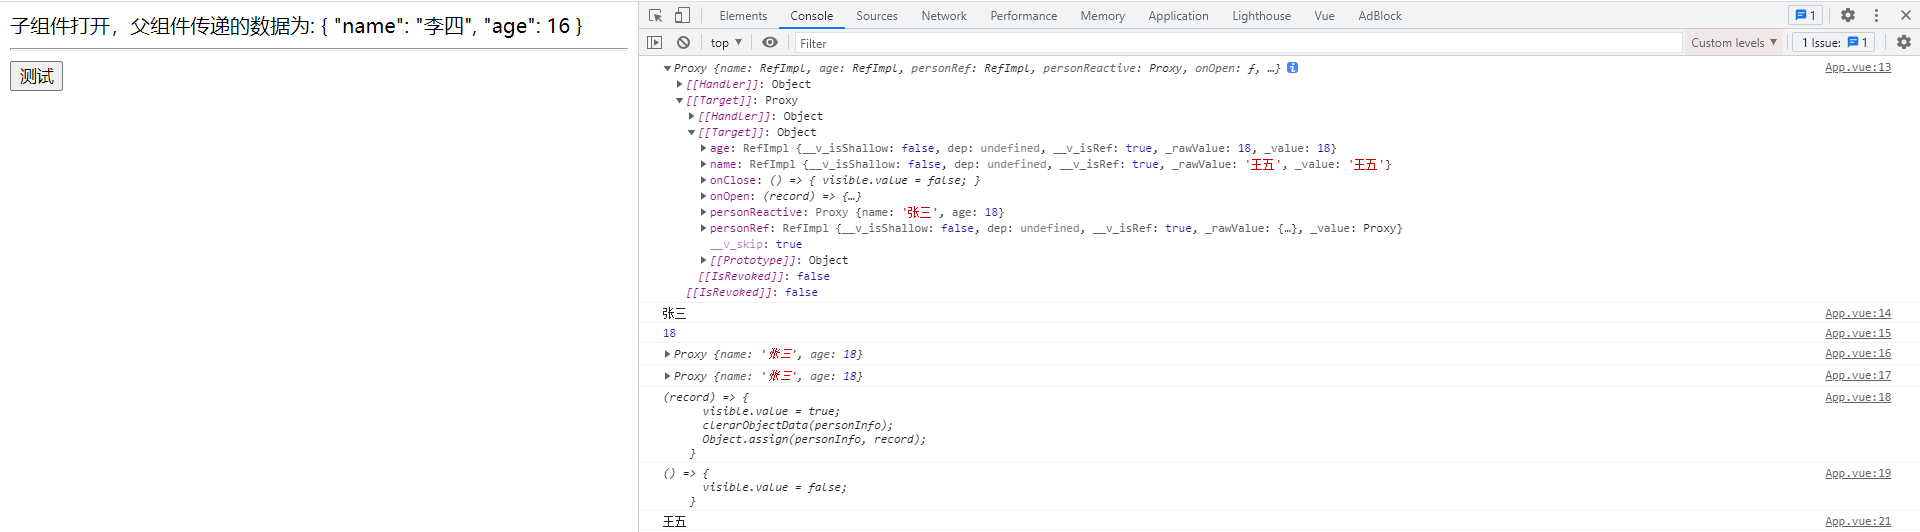 子组件打开，父组件传递的数据为: { "name": "李四", "age": 16 }
测试
Elements Console Sources Network Performance Memory Application Lighthouse Vue AdBlock 1
top Filter Custom levels 1 Issue: 1
Proxy {name: RefImpl, age: RefImpl, personRef: RefImpl, personReactive: Proxy, onOpen: ƒ, …} App.vue:13
[[Handler]]: Object
[[Target]]: Proxy
[[Handler]]: Object
[[Target]]: Object
age: RefImpl {__v_isShallow: false, dep: undefined, __v_isRef: true, _rawValue: 18, _value: 18}
name: RefImpl {__v_isShallow: false, dep: undefined, __v_isRef: true, _rawValue: '王五', _value: '王五'}
onClose: () => { visible.value = false; }
onOpen: (record) => {…}
personReactive: Proxy {name: '张三', age: 18}
personRef: RefImpl {__v_isShallow: false, dep: undefined, __v_isRef: true, _rawValue: {…}, _value: Proxy}
__v_skip: true
[[Prototype]]: Object
[[IsRevoked]]: false
[[IsRevoked]]: false
张三 App.vue:14
18 App.vue:15
Proxy {name: '张三', age: 18} App.vue:16
Proxy {name: '张三', age: 18} App.vue:17
(record) => { App.vue:18
visible.value = true;
clerarObjectData(personInfo);
Object.assign(personInfo, record);
}
() => { App.vue:19
visible.value = false;
}
王五 App.vue:21